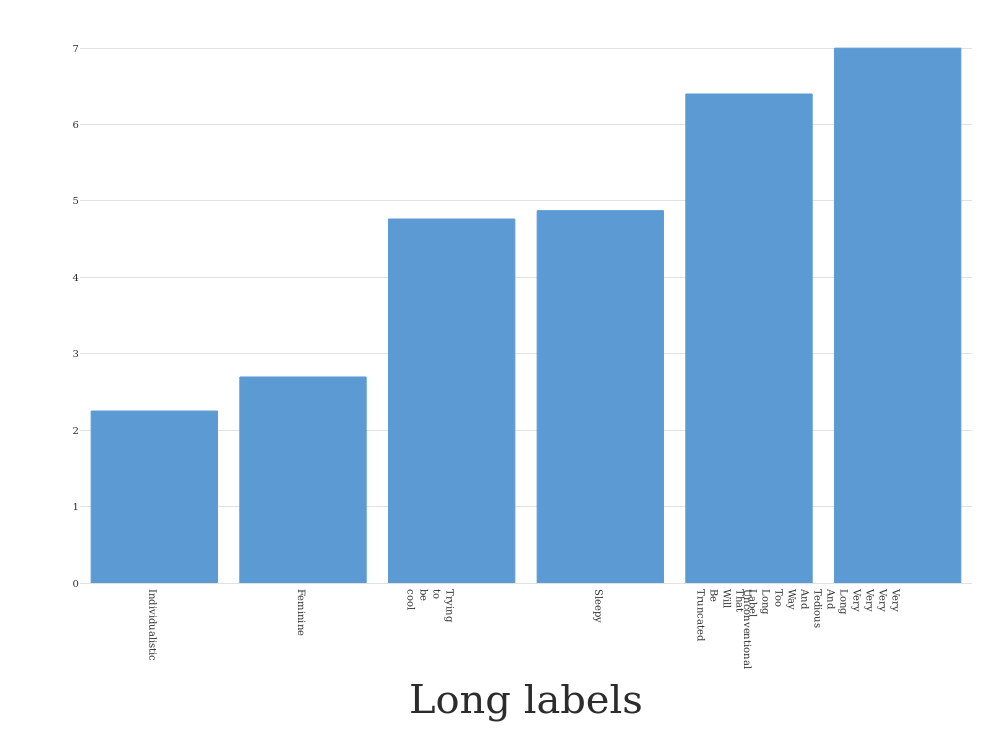 7
6
5
4
3
2
1
0
Individualistic
Feminine
Trying
to
be
cool
Sleepy
Unconventional
Very
Very
Very
Very
Long
And
Tedious
And
Way
Too
Long
Label
That
Will
Be
Truncated
Long labels